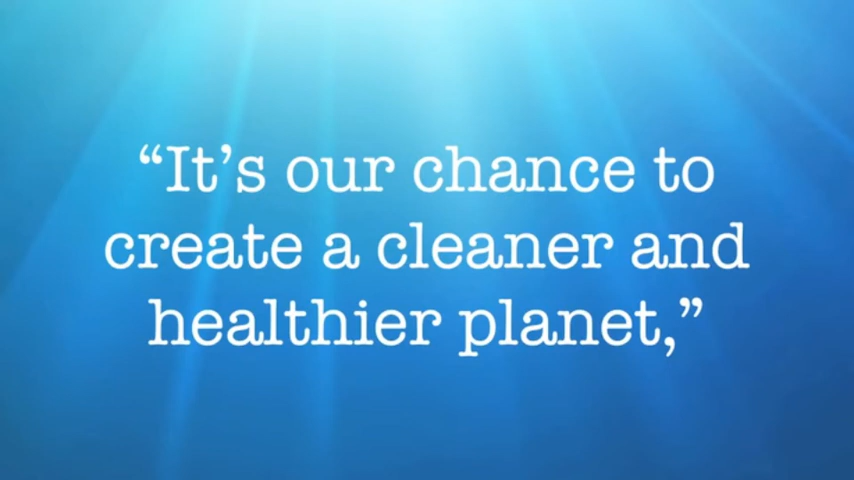 “It’s our chance to
create a cleaner and
healthier planet,”